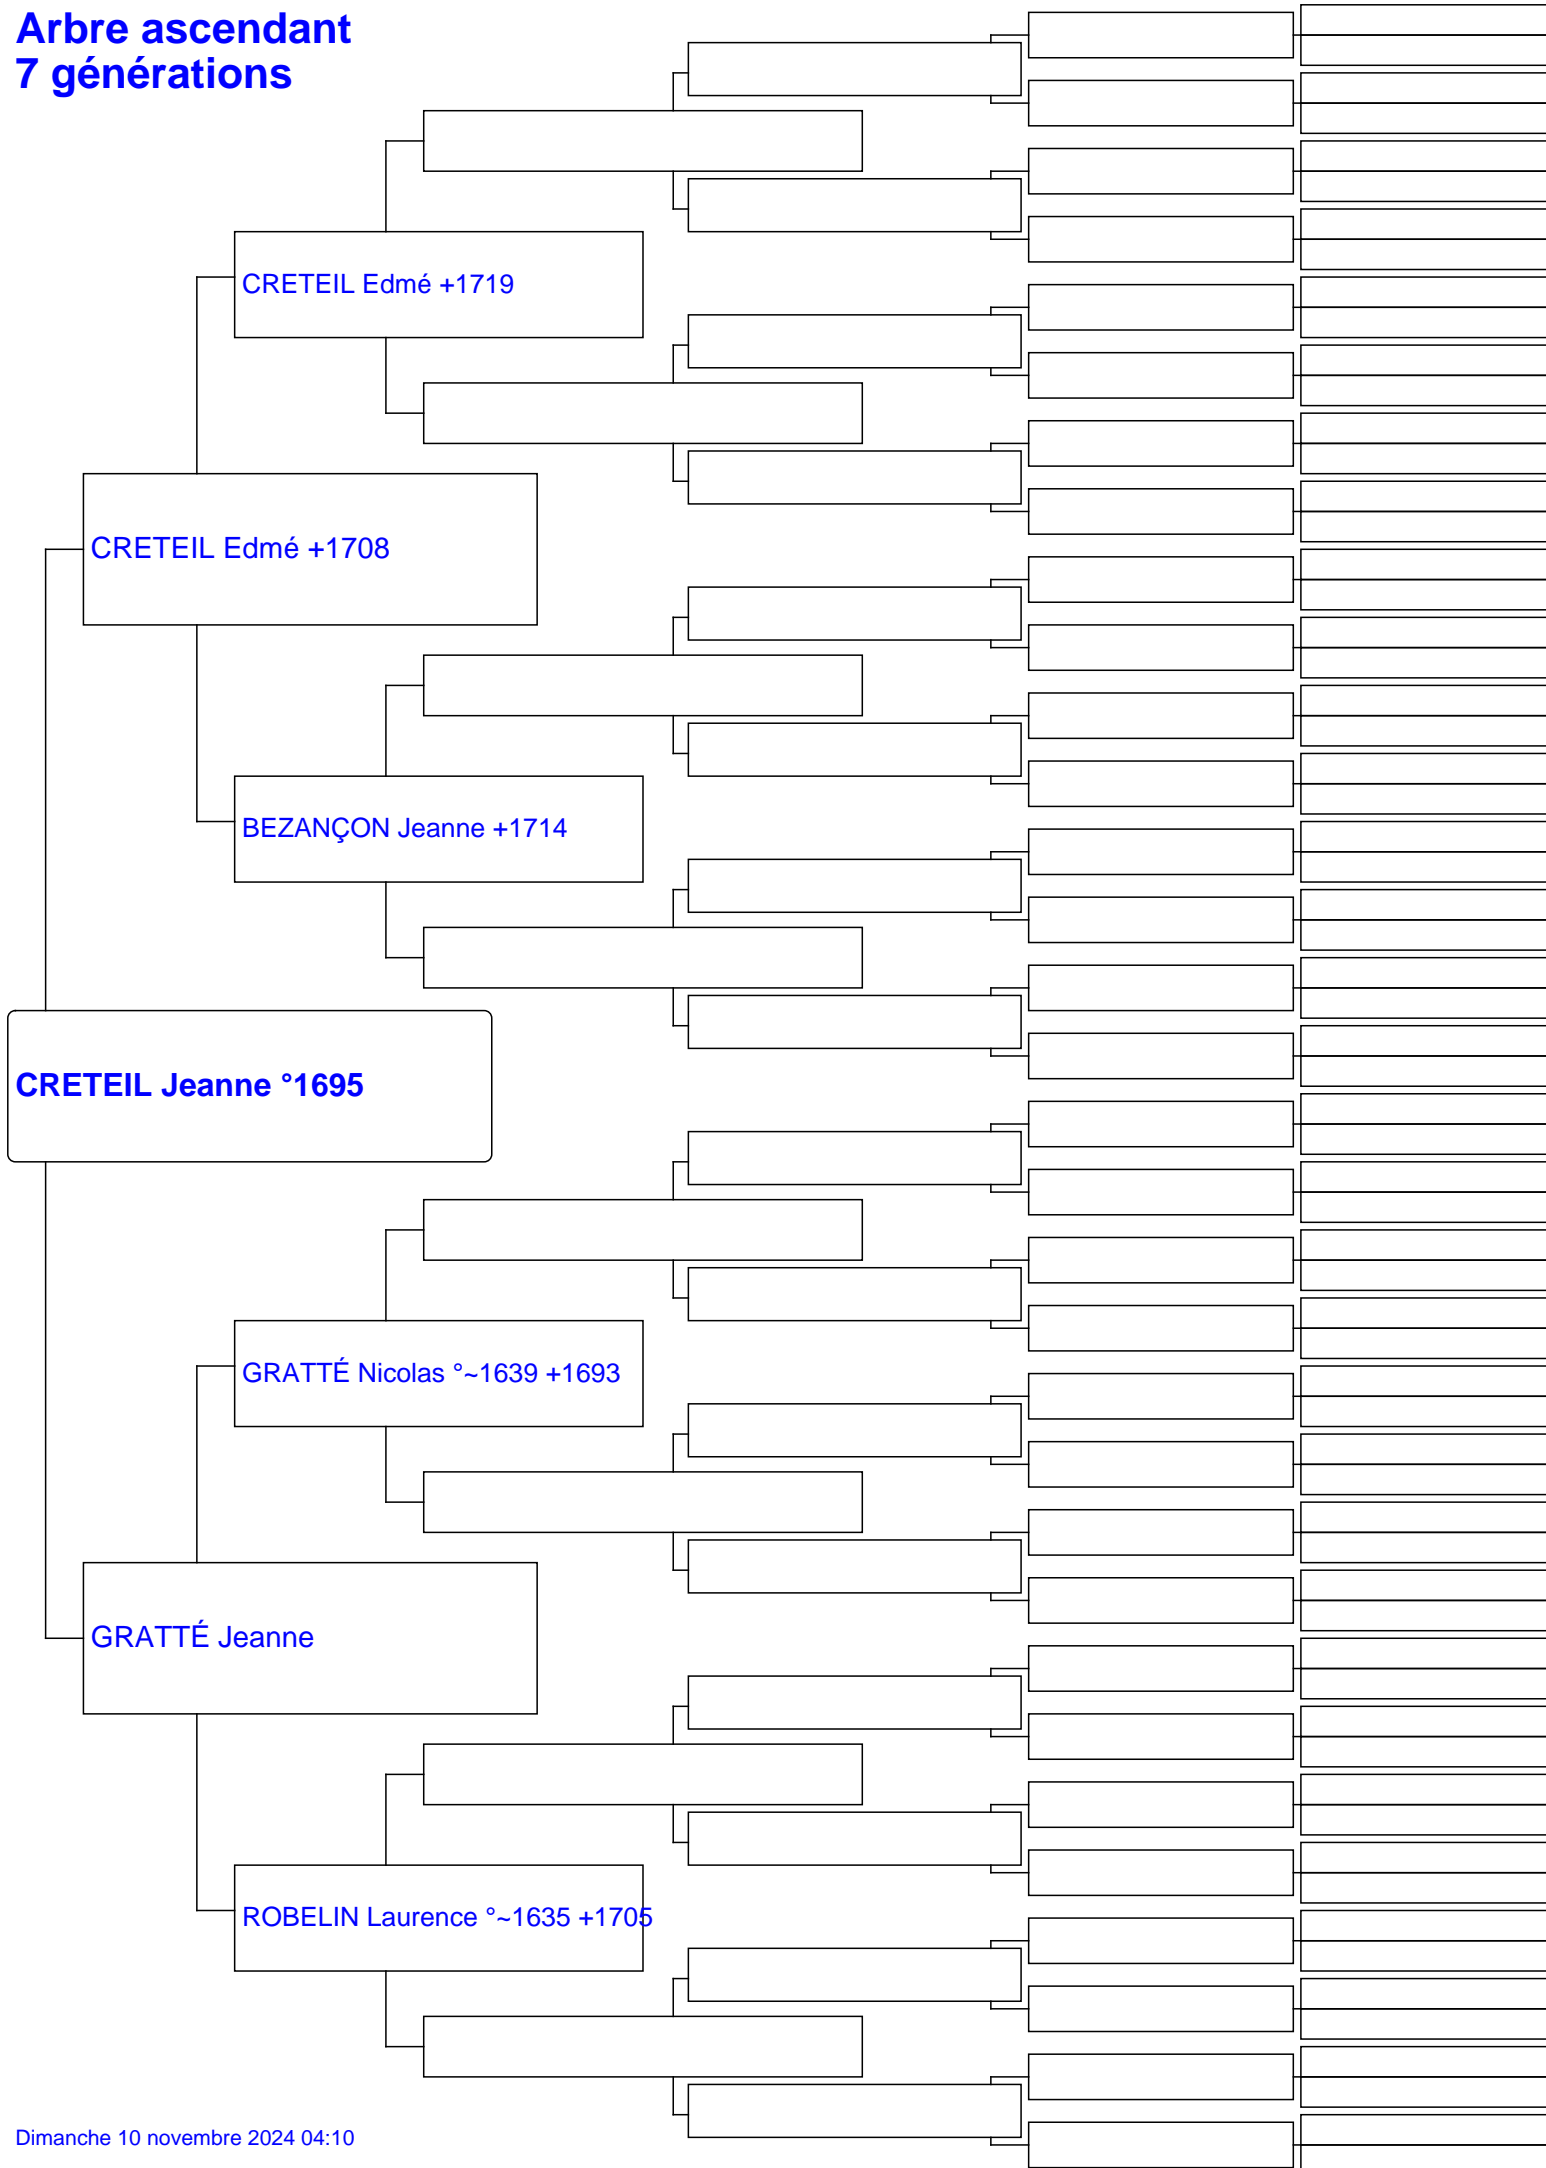 Arbre ascendant
7 générations
CRETEIL Edmé +1719
CRETEIL Edmé +1708
BEZANÇON Jeanne +1714
CRETEIL Jeanne °1695
GRATTÉ Nicolas °~1639 +1693
GRATTÉ Jeanne
ROBELIN Laurence °~1635 +1705
Dimanche 10 novembre 2024 04:10